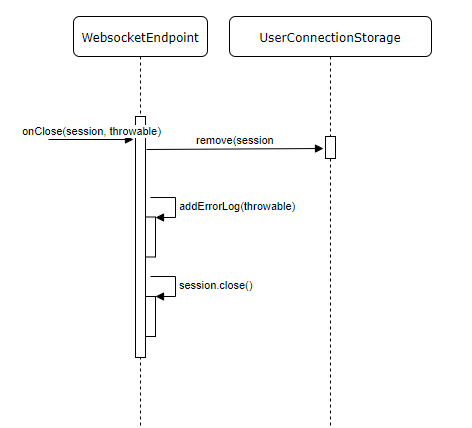 WebsocketEndpoint
UserConnectionStorage
onClose(session, throwable)
remove(session
addErrorLog(throwable)
session.close()